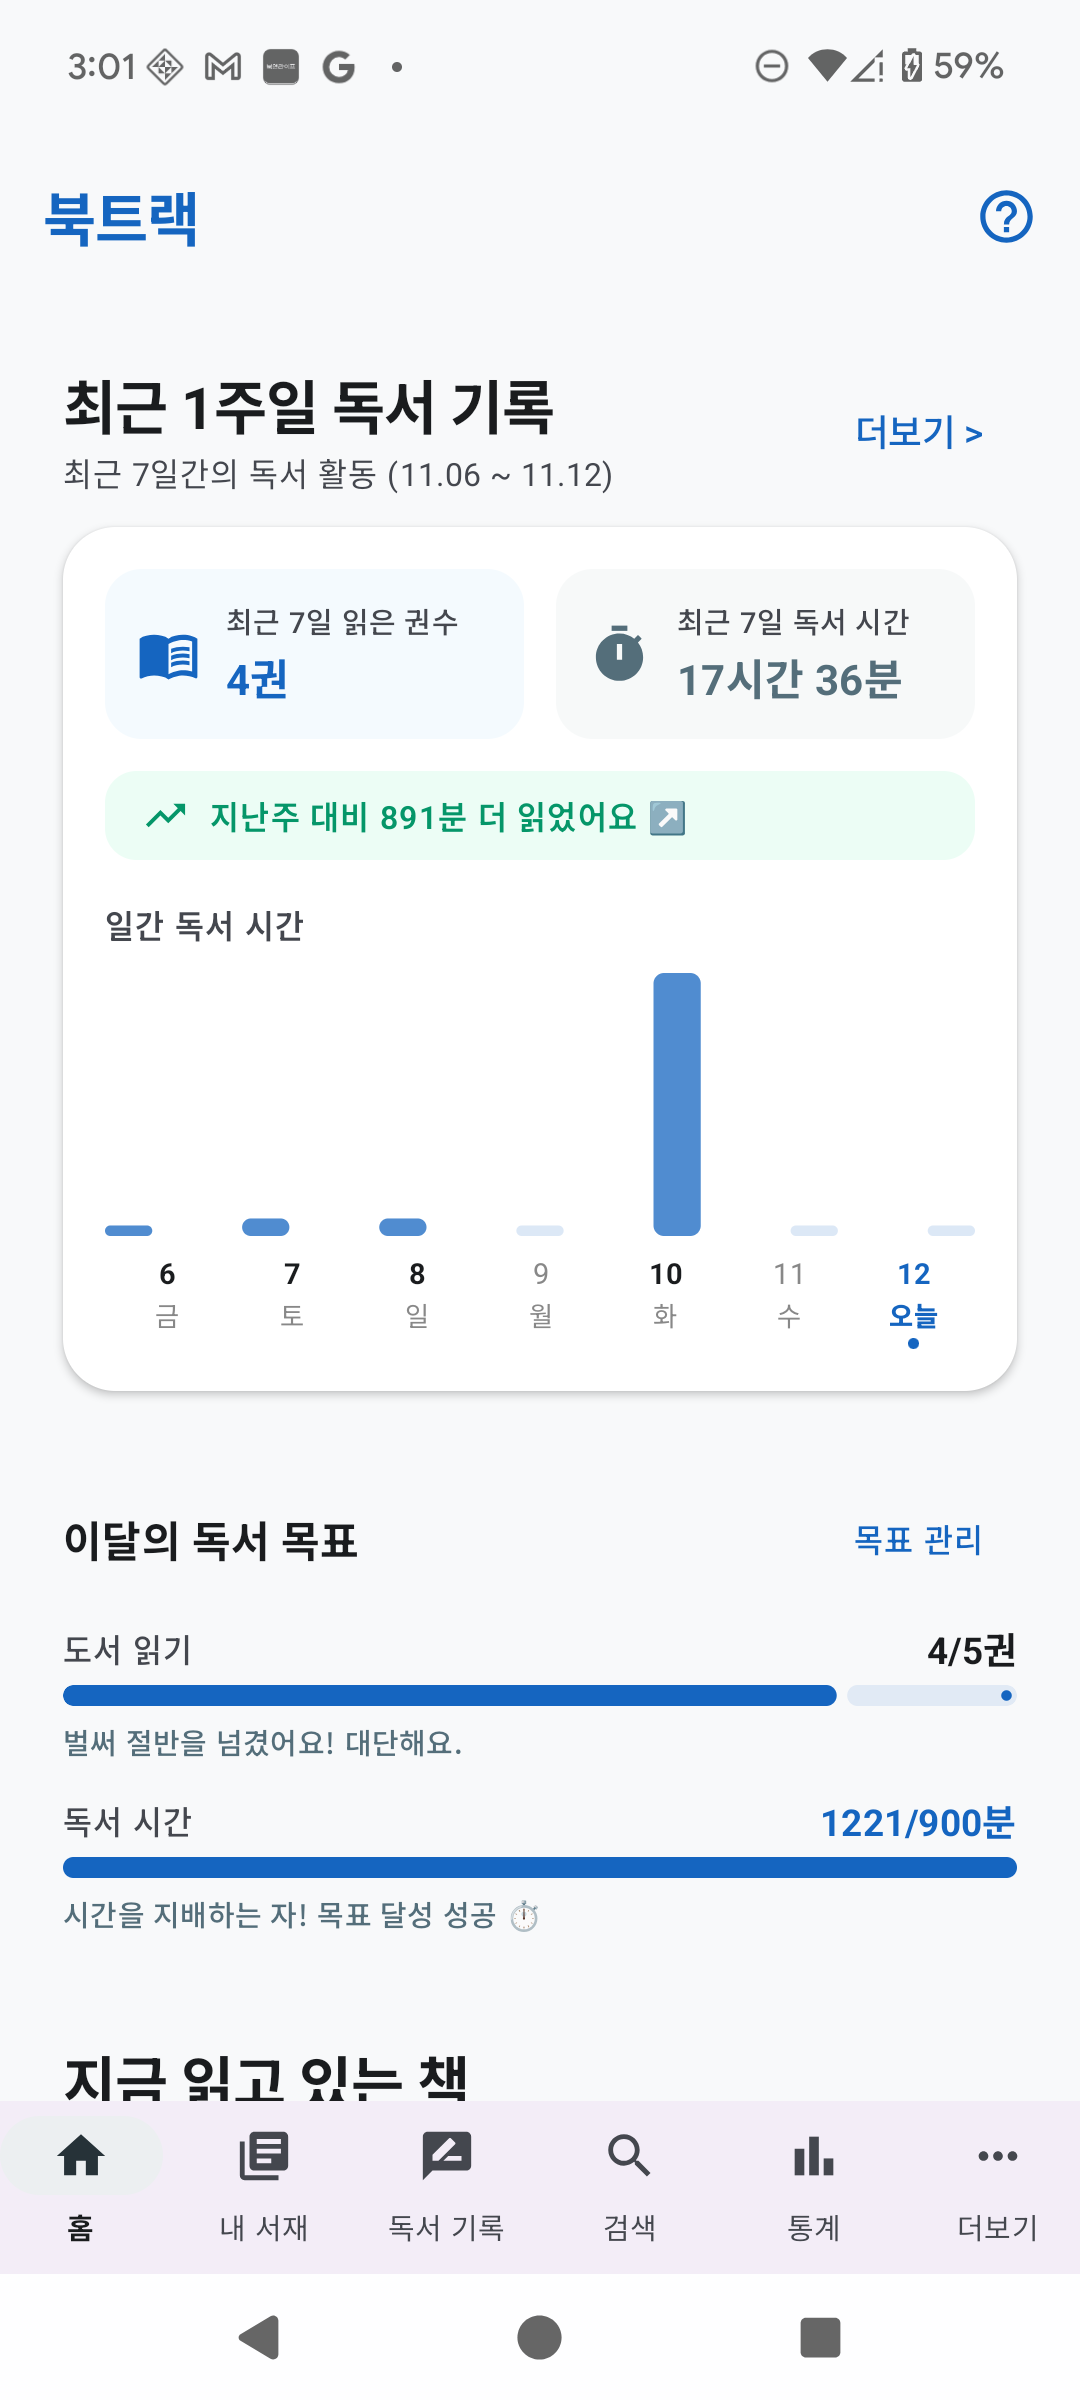 3:01
59%
북트랙
최근 1주일 독서 기록
더보기 >
최근 7일간의 독서 활동 (11.06 ~ 11.12)
최근 7일 읽은 권수
4권
최근 7일 독서 시간
17시간 36분
지난주 대비 891분 더 읽었어요 ↗️
일간 독서 시간
6 7 8 9 10 11 12
금 토 일 월 화 수 오늘
이달의 독서 목표
목표 관리
도서 읽기
4/5권
벌써 절반을 넘겼어요! 대단해요.
독서 시간
1221/900분
시간을 지배하는 자! 목표 달성 성공 ⏱️
지금 읽고 있는 책
홈 내 서재 독서 기록 검색 통계 더보기